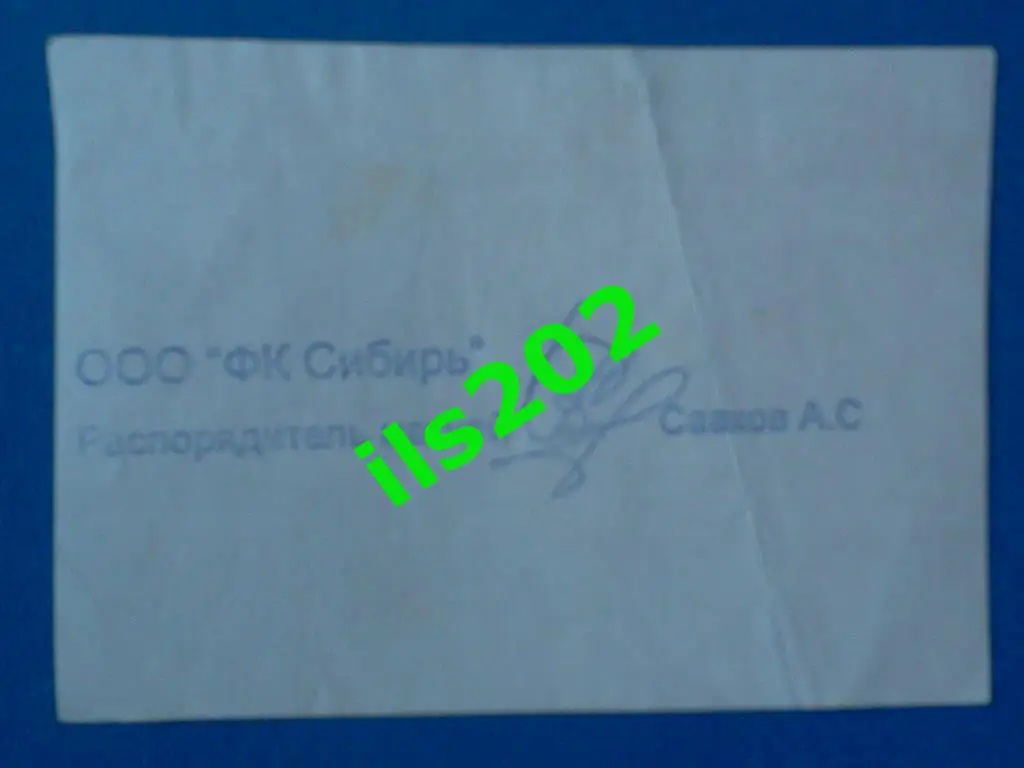 ООО "ФК Сибирь"
Распорядитель
А.С
ils202